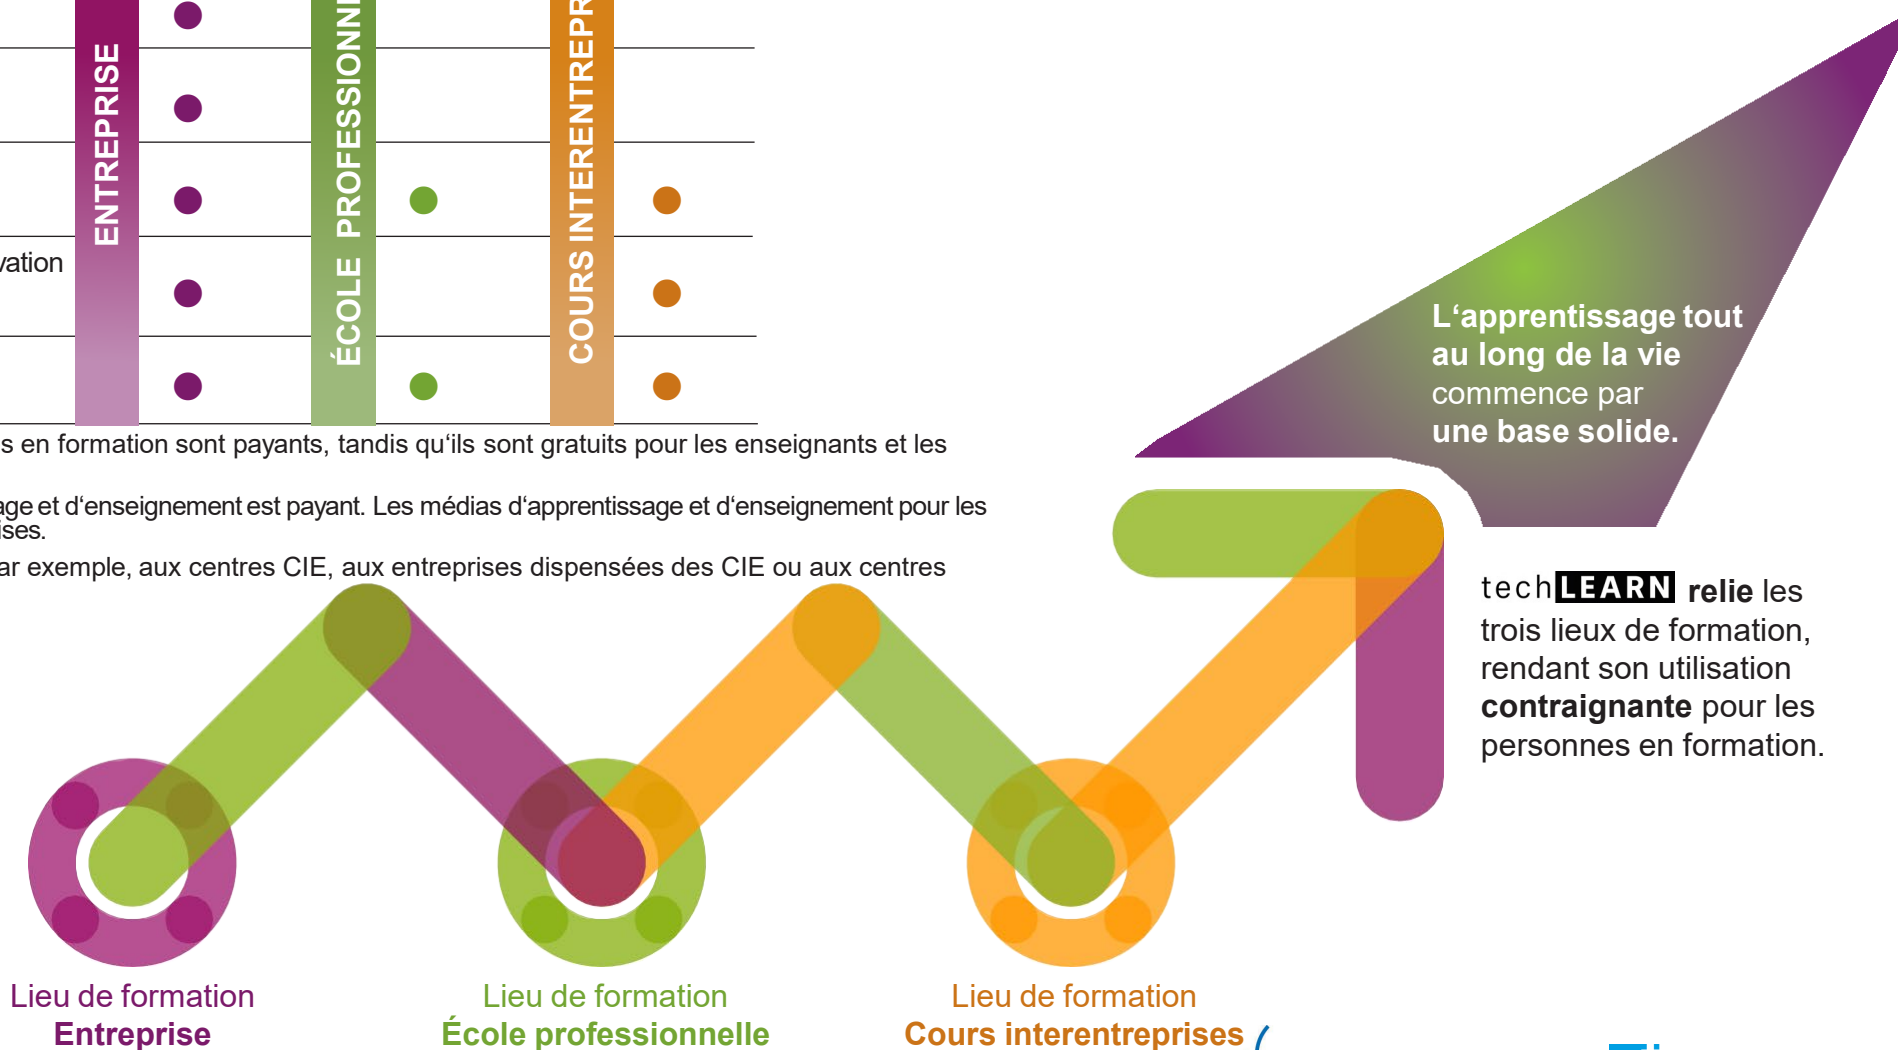 ENTREPRISE
ÉCOLE PROFESSIONN
COURS INTERENTREPR
vation
s en formation sont payants, tandis qu‘ils sont gratuits pour les enseignants et les
age et d‘enseignement est payant. Les médias d‘apprentissage et d‘enseignement pour les
ises.
ar exemple, aux centres CIE, aux entreprises dispensées des CIE ou aux centres
L‘apprentissage tout
au long de la vie
commence par
une base solide.
techLEARN relie les
trois lieux de formation,
rendant son utilisation
contraignante pour les
personnes en formation.
Lieu de formation
Entreprise
Lieu de formation
École professionnelle
Lieu de formation
Cours interentreprises